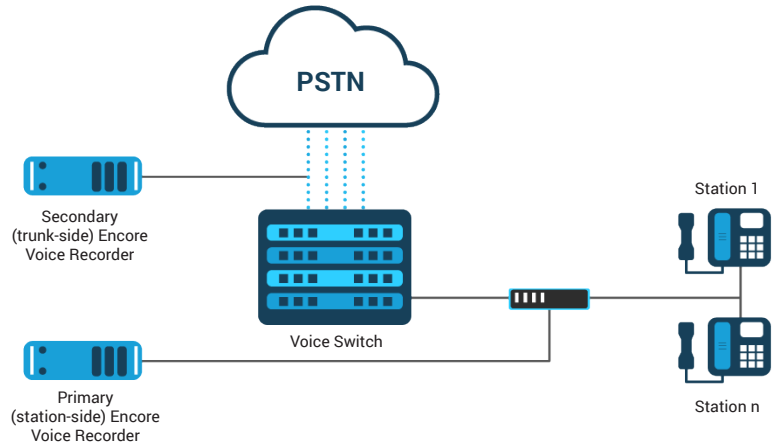 PSTN
Secondary
(trunk-side) Encore
Voice Recorder
Station 1
Voice Switch
Primary
(station-side) Encore
Voice Recorder
Station n